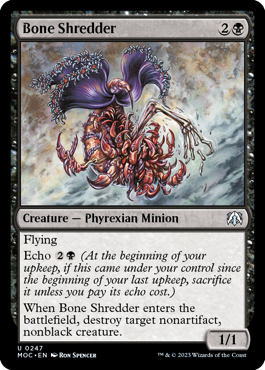 Bone Shredder 2
Creature — Phyrexian Minion
Flying
Echo 2 (At the beginning of your
upkeep, if this came under your control since
the beginning of your last upkeep, sacrifice
it unless you pay its echo cost.)
When Bone Shredder enters the
battlefield, destroy target nonartifact,
nonblack creature.
1/1
U 0247
MOC • EN RON SPENCER
™ & © 2023 Wizards of the Coast